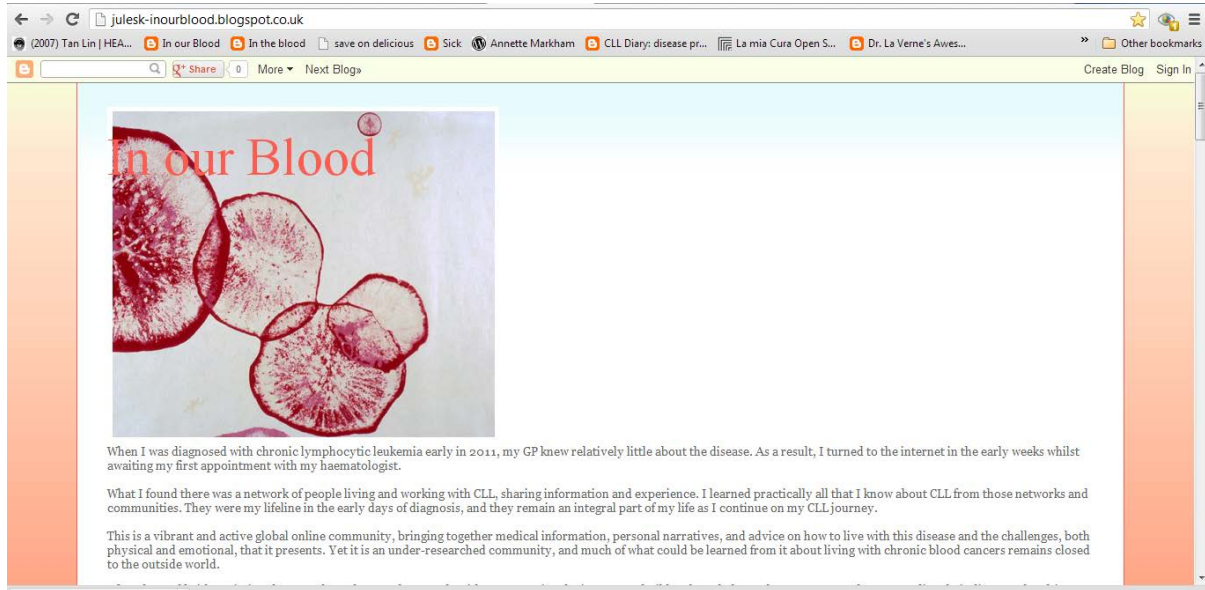 julesk-inourblood.blogspot.co.uk
(2007) Tan Lin | HEA... In our Blood In the blood save on delicious Sick Annette Markham CLL Diary: disease pr... La mia Cura Open S... Dr. La Verne's Awes... » Other bookmarks
g+ Share 0 More Next Blog» Create Blog Sign In
In our Blood
When I was diagnosed with chronic lymphocytic leukemia early in 2011, my GP knew relatively little about the disease. As a result, I turned to the internet in the early weeks whilst
awaiting my first appointment with my haematologist.
What I found there was a network of people living and working with CLL, sharing information and experience. I learned practically all that I know about CLL from those networks and
communities. They were my lifeline in the early days of diagnosis, and they remain an integral part of my life as I continue on my CLL journey.
This is a vibrant and active global online community, bringing together medical information, personal narratives, and advice on how to live with this disease and the challenges, both
physical and emotional, that it presents. Yet it is an under-researched community, and much of what could be learned from it about living with chronic blood cancers remains closed
to the outside world.